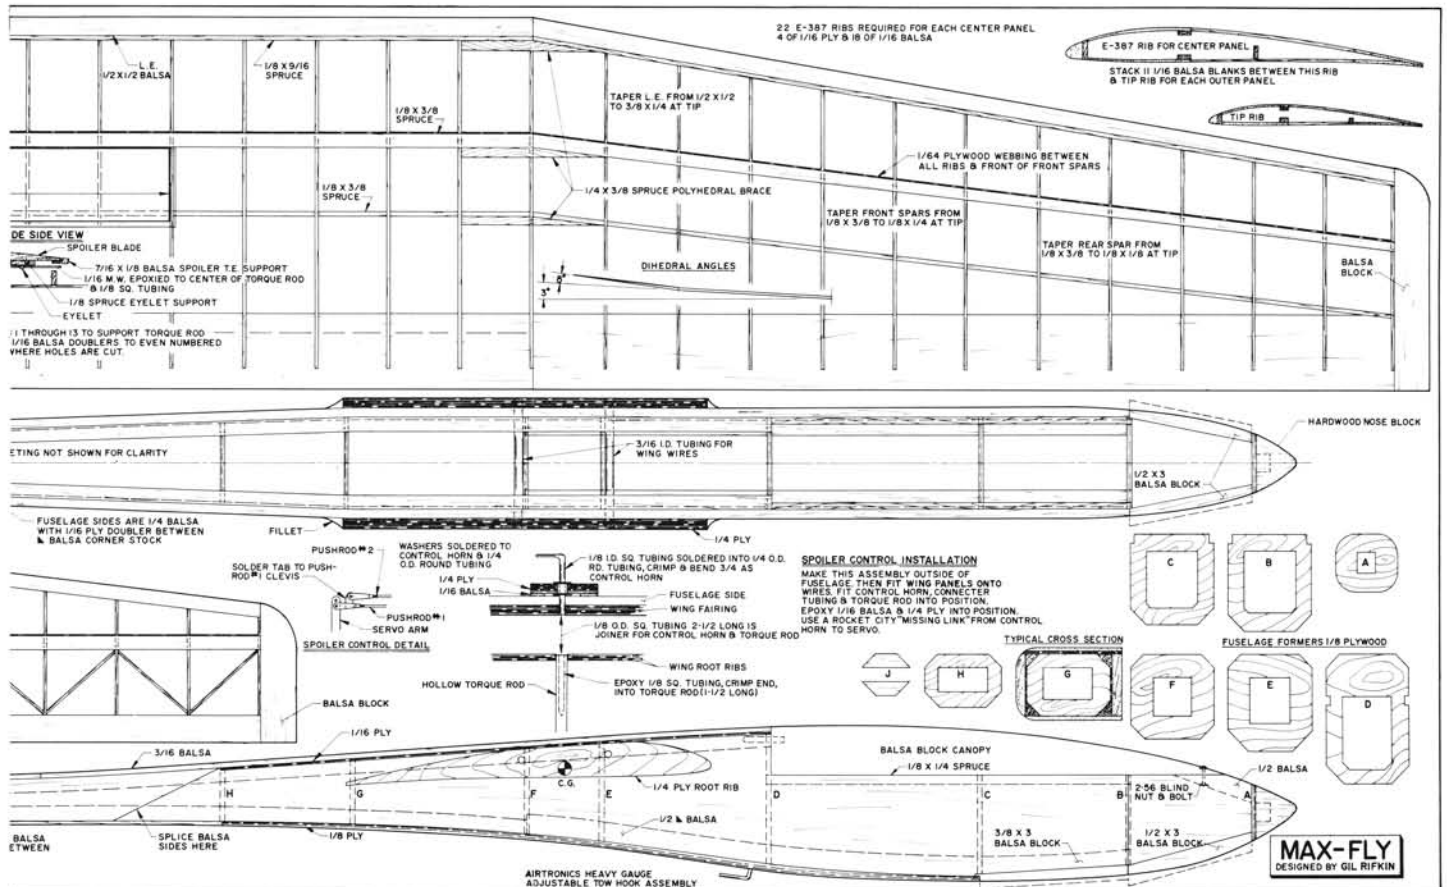 22 E-387 RIBS REQUIRED FOR EACH CENTER PANEL
4 OF 1/16 PLY & 18 OF 1/16 BALSA
E-387 RIB FOR CENTER PANEL
STACK 11 1/16 BALSA BLANKS BETWEEN THIS RIB
& TIP RIB FOR EACH OUTER PANEL
TIP RIB
L.E.
1/2 X 1/2 BALSA
1/8 X 9/16
SPRUCE
TAPER L.E. FROM 1/2 X 1/2
TO 3/8 X 1/4 AT TIP
1/8 X 3/8
SPRUCE
1/64 PLYWOOD WEBBING BETWEEN
ALL RIBS & FRONT OF FRONT SPARS
1/8 X 3/8
SPRUCE
1/4 X 3/8 SPRUCE POLYHEDRAL BRACE
TAPER FRONT SPARS FROM
1/8 X 3/8 TO 1/8 X 1/4 AT TIP
TAPER REAR SPAR FROM
1/8 X 3/8 TO 1/8 X 1/8 AT TIP
BALSA
BLOCK
DE SIDE VIEW
SPOILER BLADE
7/16 X 1/8 BALSA SPOILER T.E. SUPPORT
1/16 M.W. EPOXIED TO CENTER OF TORQUE ROD
& 1/8 SQ. TUBING
1/8 SPRUCE EYELET SUPPORT
EYELET
THROUGH 13 TO SUPPORT TORQUE ROD
1/16 BALSA DOUBLERS TO EVEN NUMBERED
WHERE HOLES ARE CUT.
DIHEDRAL ANGLES
8°
3°
ETING NOT SHOWN FOR CLARITY
3/16 I.D. TUBING FOR
WING WIRES
HARDWOOD NOSE BLOCK
1/2 X 3
BALSA BLOCK
FUSELAGE SIDES ARE 1/4 BALSA
WITH 1/16 PLY DOUBLER BETWEEN
BALSA CORNER STOCK
FILLET
1/4 PLY
PUSHROD #2
SOLDER TAB TO PUSH-
ROD #1 CLEVIS
PUSHROD #1
SERVO ARM
SPOILER CONTROL DETAIL
WASHERS SOLDERED TO
CONTROL HORN & 1/4
O.D. ROUND TUBING
1/8 I.D. SQ. TUBING SOLDERED INTO 1/4 O.D.
RD. TUBING, CRIMP & BEND 3/4 AS
CONTROL HORN
1/4 PLY
1/16 BALSA
FUSELAGE SIDE
WING FAIRING
1/8 O.D. SQ. TUBING 2-1/2 LONG IS
JOINER FOR CONTROL HORN & TORQUE ROD
WING ROOT RIBS
HOLLOW TORQUE ROD
EPOXY 1/8 SQ. TUBING, CRIMP END,
INTO TORQUE ROD (1-1/2 LONG)
SPOILER CONTROL INSTALLATION
MAKE THIS ASSEMBLY OUTSIDE OF
FUSELAGE. THEN FIT WING PANELS ONTO
WIRES. FIT CONTROL HORN, CONNECTER
TUBING & TORQUE ROD INTO POSITION.
EPOXY 1/16 BALSA & 1/4 PLY INTO POSITION.
USE A ROCKET CITY "MISSING LINK" FROM CONTROL
HORN TO SERVO.
C
B
A
TYPICAL CROSS SECTION
FUSELAGE FORMERS 1/8 PLYWOOD
J
H
G
F
E
D
BALSA BLOCK
3/16 BALSA
1/16 PLY
BALSA BLOCK CANOPY
1/8 X 1/4 SPRUCE
C.G.
1/4 PLY ROOT RIB
2-56 BLIND
NUT & BOLT
1/2 BALSA
H
G
F
E
D
C
B
A
BALSA
ETWEEN
SPLICE BALSA
SIDES HERE
1/8 PLY
1/2 BALSA
3/8 X 3
BALSA BLOCK
1/2 X 3
BALSA BLOCK
AIRTRONICS HEAVY GAUGE
ADJUSTABLE TOW HOOK ASSEMBLY
MAX-FLY
DESIGNED BY GIL RIFKIN